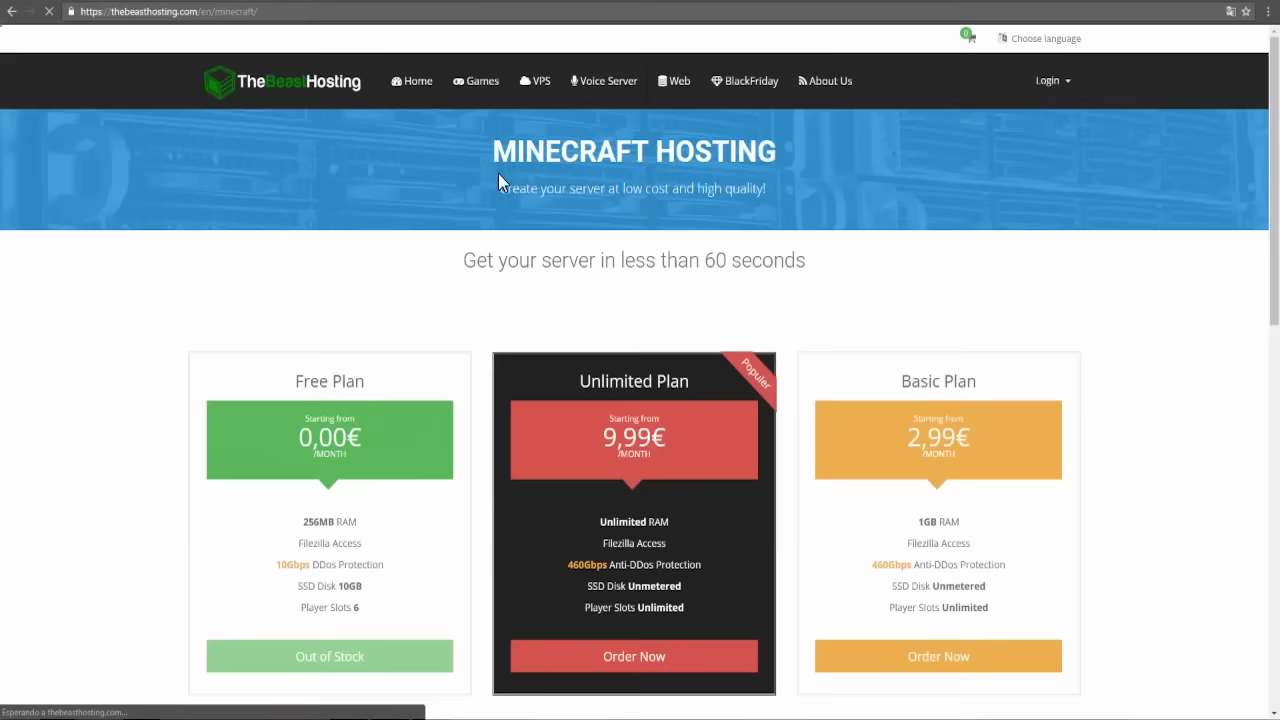 https://thebeasthosting.com/en/minecraft/
0
Choose language
TheBeastHosting
Home
Games
VPS
Voice Server
Web
BlackFriday
About Us
Login
MINECRAFT HOSTING
Create your server at low cost and high quality!
Get your server in less than 60 seconds
Free Plan
Starting from
0,00€
/MONTH
256MB RAM
Filezilla Access
10Gbps DDos Protection
SSD Disk 10GB
Player Slots 6
Out of Stock
Populer
Unlimited Plan
Starting from
9,99€
/MONTH
Unlimited RAM
Filezilla Access
460Gbps Anti-DDos Protection
SSD Disk Unmetered
Player Slots Unlimited
Order Now
Basic Plan
Starting from
2,99€
/MONTH
1GB RAM
Filezilla Access
460Gbps Anti-DDos Protection
SSD Disk Unmetered
Player Slots Unlimited
Order Now
Esperando a thebeasthosting.com...